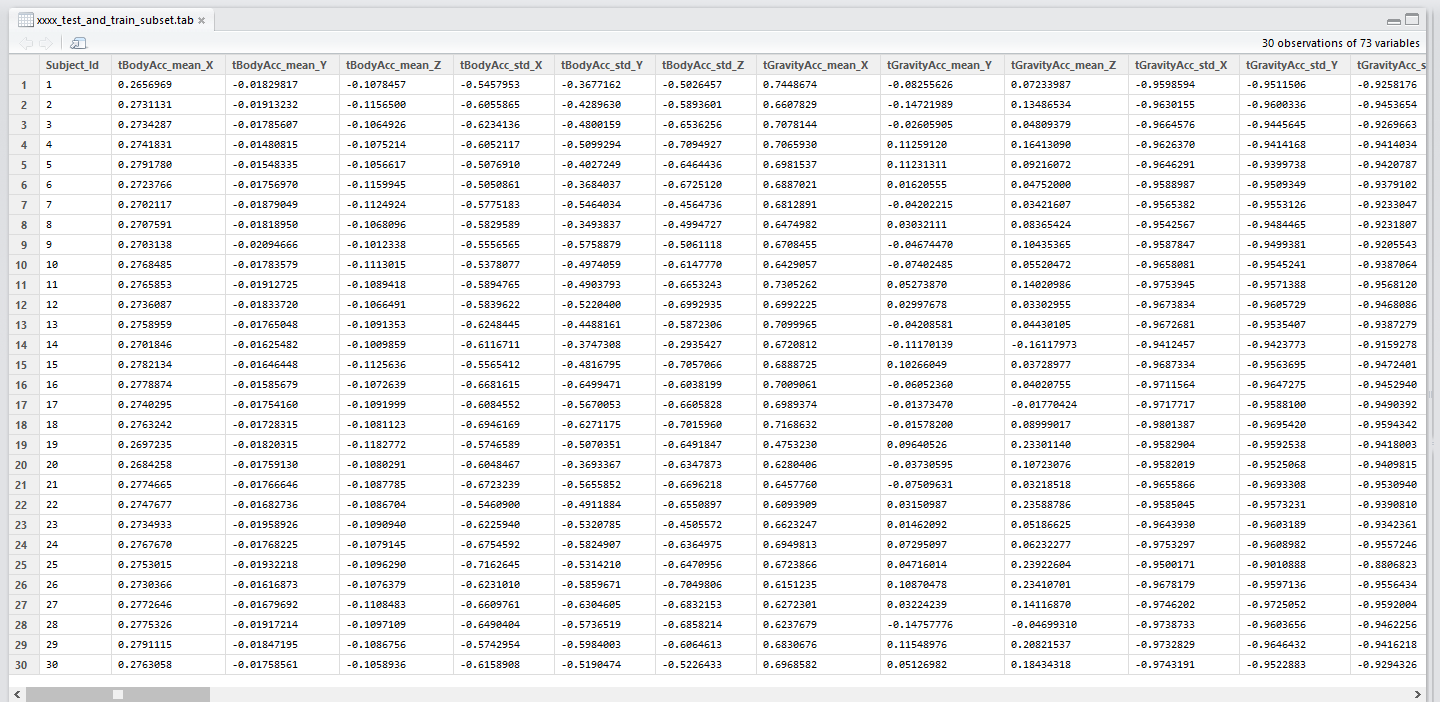 xxxx_test_and_train_subset.tab
30 observations of 73 variables
Subject_Id tBodyAcc_mean_X tBodyAcc_mean_Y tBodyAcc_mean_Z tBodyAcc_std_X tBodyAcc_std_Y tBodyAcc_std_Z tGravityAcc_mean_X tGravityAcc_mean_Y tGravityAcc_mean_Z tGravityAcc_std_X tGravityAcc_std_Y tGravityAcc_s
1 1 0.2656969 -0.01829817 -0.1078457 -0.5457953 -0.3677162 -0.5026457 0.7448674 -0.08255626 0.07233987 -0.9598594 -0.9511506 -0.9258176
2 2 0.2731131 -0.01913232 -0.1156500 -0.6055865 -0.4289630 -0.5893601 0.6607829 -0.14721989 0.13486534 -0.9630155 -0.9600336 -0.9453654
3 3 0.2734287 -0.01785607 -0.1064926 -0.6234136 -0.4800159 -0.6536256 0.7078144 -0.02605905 0.04809379 -0.9664576 -0.9445645 -0.9269663
4 4 0.2741831 -0.01480815 -0.1075214 -0.6052117 -0.5099294 -0.7094927 0.7065930 0.11259120 0.16413090 -0.9626370 -0.9414168 -0.9414034
5 5 0.2791780 -0.01548335 -0.1056617 -0.5076910 -0.4027249 -0.6464436 0.6981537 0.11231311 0.09216072 -0.9646291 -0.9399738 -0.9420787
6 6 0.2723766 -0.01756970 -0.1159945 -0.5050861 -0.3684037 -0.6725120 0.6887021 0.01620555 0.04752000 -0.9588987 -0.9509349 -0.9379102
7 7 0.2702117 -0.01879049 -0.1124924 -0.5775183 -0.5464034 -0.4564736 0.6812891 -0.04202215 0.03421607 -0.9565382 -0.9553126 -0.9233047
8 8 0.2707591 -0.01818950 -0.1068096 -0.5829589 -0.3493837 -0.4994727 0.6474982 0.03032111 0.08365424 -0.9542567 -0.9484465 -0.9231807
9 9 0.2703138 -0.02094666 -0.1012338 -0.5556565 -0.5758879 -0.5061118 0.6708455 -0.04674470 0.10435365 -0.9587847 -0.9499381 -0.9205543
10 10 0.2768485 -0.01783579 -0.1113015 -0.5378077 -0.4974059 -0.6147770 0.6429057 -0.07402485 0.05520472 -0.9658081 -0.9545241 -0.9387064
11 11 0.2765853 -0.01912725 -0.1089418 -0.5894765 -0.4903793 -0.6653243 0.7305262 0.05273870 0.14020986 -0.9753945 -0.9571388 -0.9568120
12 12 0.2736087 -0.01833720 -0.1066491 -0.5839622 -0.5220400 -0.6992935 0.6992225 0.02997678 0.03302955 -0.9673834 -0.9605729 -0.9468086
13 13 0.2758959 -0.01765048 -0.1091353 -0.6248445 -0.4488161 -0.5872306 0.7099965 -0.04208581 0.04430105 -0.9672681 -0.9535407 -0.9387279
14 14 0.2701846 -0.01625482 -0.1009859 -0.6116711 -0.3747308 -0.2935427 0.6720812 -0.11170139 -0.16117973 -0.9412457 -0.9423773 -0.9159278
15 15 0.2782134 -0.01646448 -0.1125636 -0.5565412 -0.4816795 -0.7057066 0.6888725 0.10266049 0.03728977 -0.9687334 -0.9563695 -0.9472401
16 16 0.2778874 -0.01585679 -0.1072639 -0.6681615 -0.6499471 -0.6038199 0.7009061 -0.06052360 0.04020755 -0.9711564 -0.9647275 -0.9452940
17 17 0.2740295 -0.01754160 -0.1091999 -0.6084552 -0.5670053 -0.6605828 0.6989374 -0.01373470 -0.01770424 -0.9717717 -0.9588100 -0.9490392
18 18 0.2763242 -0.01728315 -0.1081123 -0.6946169 -0.6271175 -0.7015960 0.7168632 -0.01578200 0.08999017 -0.9801387 -0.9695420 -0.9594342
19 19 0.2697235 -0.01820315 -0.1182772 -0.5746589 -0.5070351 -0.6491847 0.4753230 0.09640526 0.23301140 -0.9582904 -0.9592538 -0.9418003
20 20 0.2684258 -0.01759130 -0.1080291 -0.6048467 -0.3693367 -0.6347873 0.6280406 -0.03730595 0.10723076 -0.9582019 -0.9525068 -0.9409815
21 21 0.2774665 -0.01766646 -0.1087785 -0.6723239 -0.5655852 -0.6696218 0.6457760 -0.07509631 0.03218518 -0.9655866 -0.9693308 -0.9530940
22 22 0.2747677 -0.01682736 -0.1086704 -0.5460900 -0.4911884 -0.6550897 0.6093909 0.03150987 0.23588786 -0.9585045 -0.9573231 -0.9390810
23 23 0.2734933 -0.01958926 -0.1090940 -0.6225940 -0.5320785 -0.4505572 0.6623247 0.01462092 0.05186625 -0.9643930 -0.9603189 -0.9342361
24 24 0.2767670 -0.01768225 -0.1079145 -0.6754592 -0.5824907 -0.6364975 0.6949813 0.07295097 0.06232277 -0.9753297 -0.9608982 -0.9557246
25 25 0.2753015 -0.01932218 -0.1096290 -0.7162645 -0.5314210 -0.6470956 0.6723866 0.04716014 0.23922604 -0.9500171 -0.9010888 -0.8806823
26 26 0.2730366 -0.01616873 -0.1076379 -0.6231010 -0.5859671 -0.7049806 0.6151235 0.10870478 0.23410701 -0.9678179 -0.9597136 -0.9556434
27 27 0.2772646 -0.01679692 -0.1108483 -0.6609761 -0.6304605 -0.6832153 0.6272301 0.03224239 0.14116870 -0.9746202 -0.9725052 -0.9592004
28 28 0.2775326 -0.01917214 -0.1097109 -0.6490404 -0.5736519 -0.6858214 0.6237679 -0.14757776 -0.04699310 -0.9738733 -0.9603656 -0.9462256
29 29 0.2791115 -0.01847195 -0.1086756 -0.5742954 -0.5984003 -0.6064613 0.6830676 0.11548976 0.20821537 -0.9732829 -0.9646432 -0.9416218
30 30 0.2763058 -0.01758561 -0.1058936 -0.6158908 -0.5190474 -0.5226433 0.6968582 0.05126982 0.18434318 -0.9743191 -0.9522883 -0.9294326